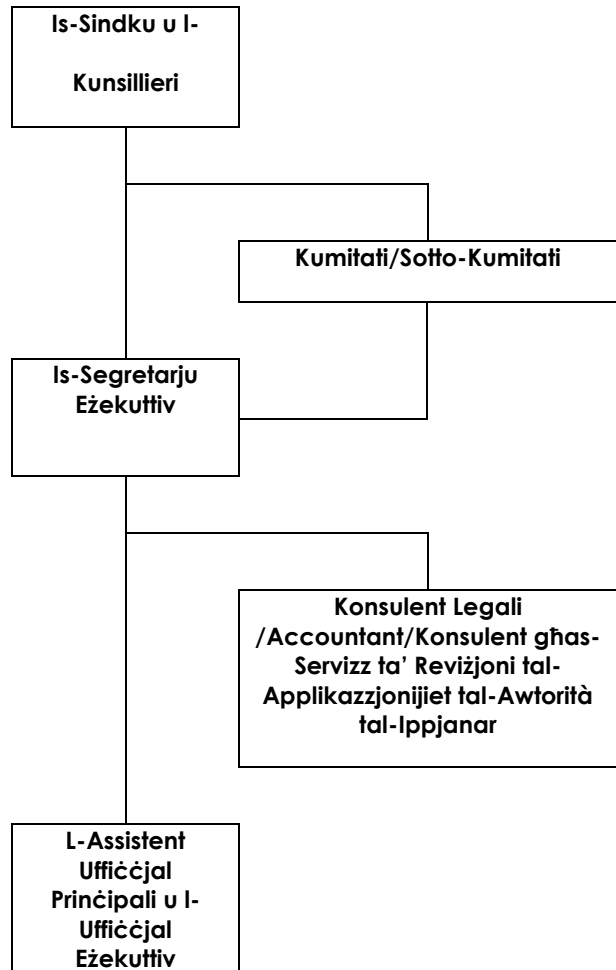 Is-Sindku u l-
Kunsillieri
Kumitati/Sotto-Kumitati
Is-Segretarju
Eżekuttiv
Konsulent Legali
/Accountant/Konsulent għas-
Servizz ta’ Reviżjoni tal-
Applikazzjonijiet tal-Awtorità
tal-Ippjanar
L-Assistent
Uffiċċjal
Prinċipali u l-
Uffiċċjal
Eżekuttiv